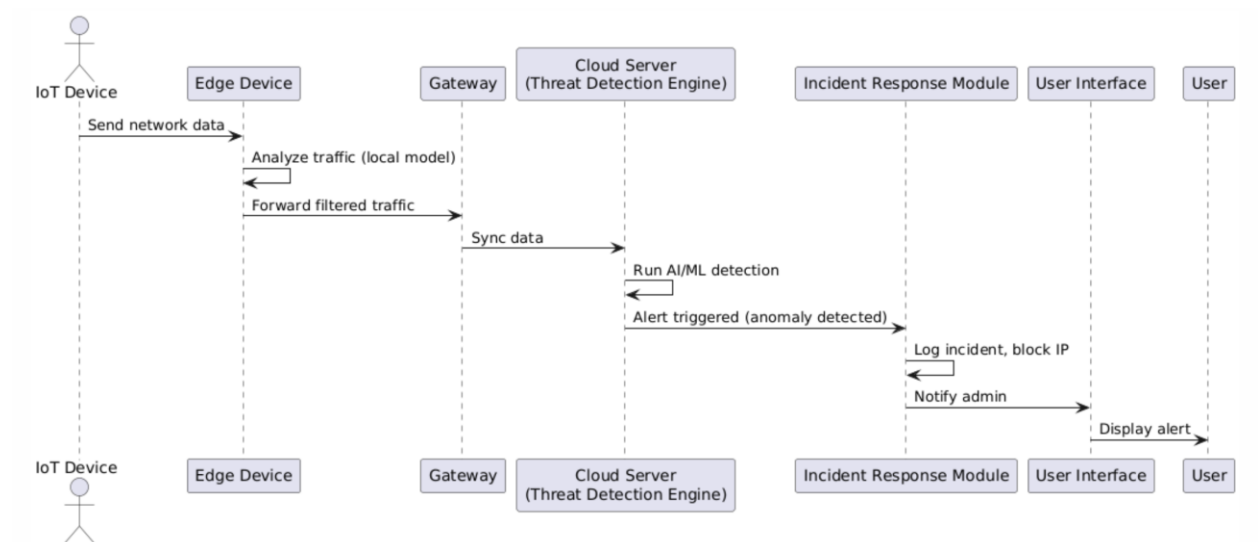 Cloud Server
(Threat Detection Engine)
IoT Device
Edge Device
Gateway
Incident Response Module
User Interface
User
Send network data
Analyze traffic (local model)
Forward filtered traffic
Sync data
Run AI/ML detection
Alert triggered (anomaly detected)
Log incident, block IP
Notify admin
Display alert
IoT Device
Edge Device
Gateway
Cloud Server
(Threat Detection Engine)
Incident Response Module
User Interface
User